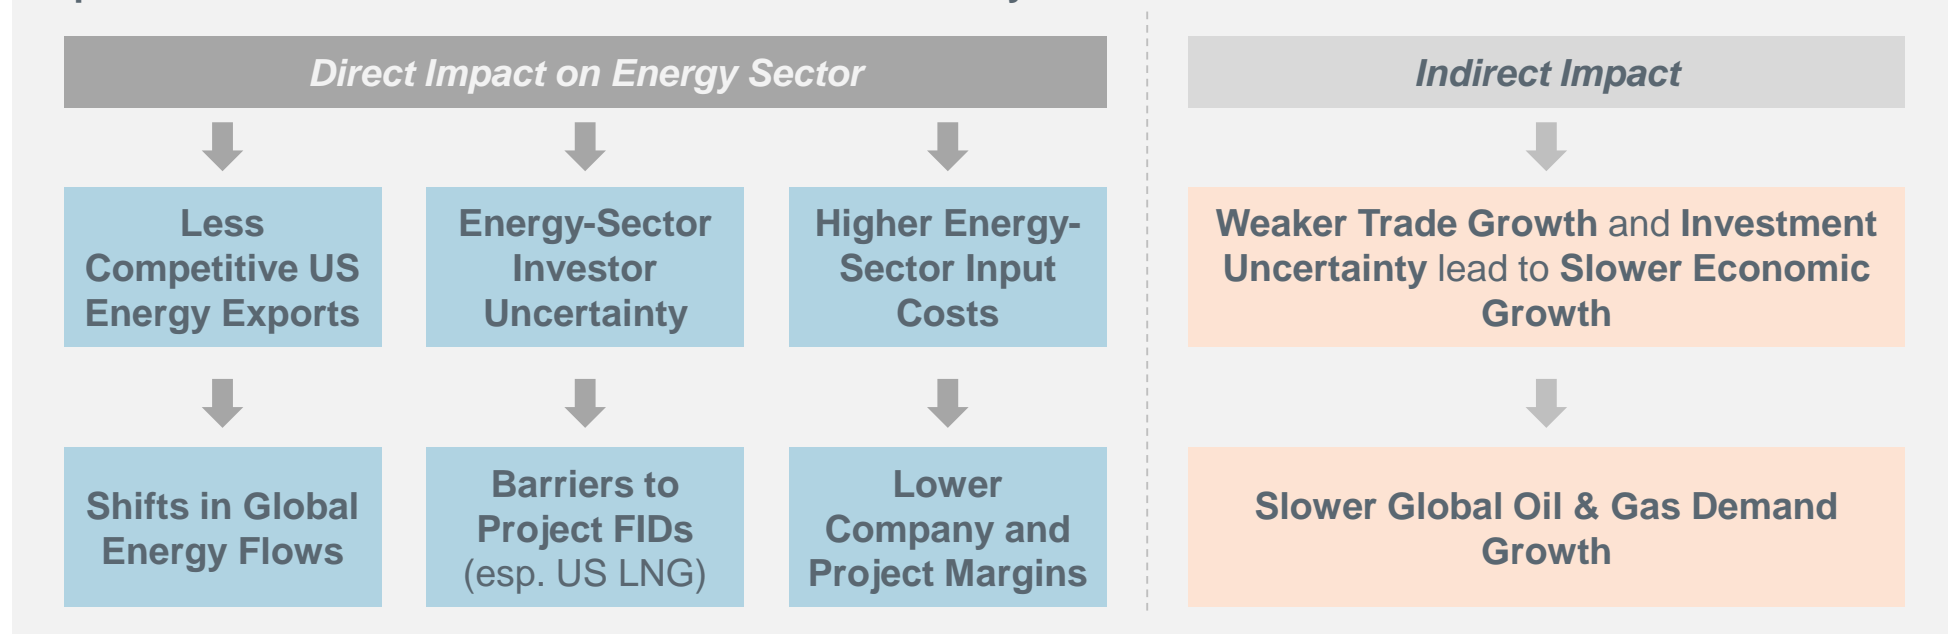 Direct Impact on Energy Sector
Indirect Impact
Less
Competitive US
Energy Exports
Energy-Sector
Investor
Uncertainty
Higher Energy-
Sector Input
Costs
Weaker Trade Growth and Investment
Uncertainty lead to Slower Economic
Growth
Shifts in Global
Energy Flows
Barriers to
Project FIDs
(esp. US LNG)
Lower
Company and
Project Margins
Slower Global Oil & Gas Demand
Growth